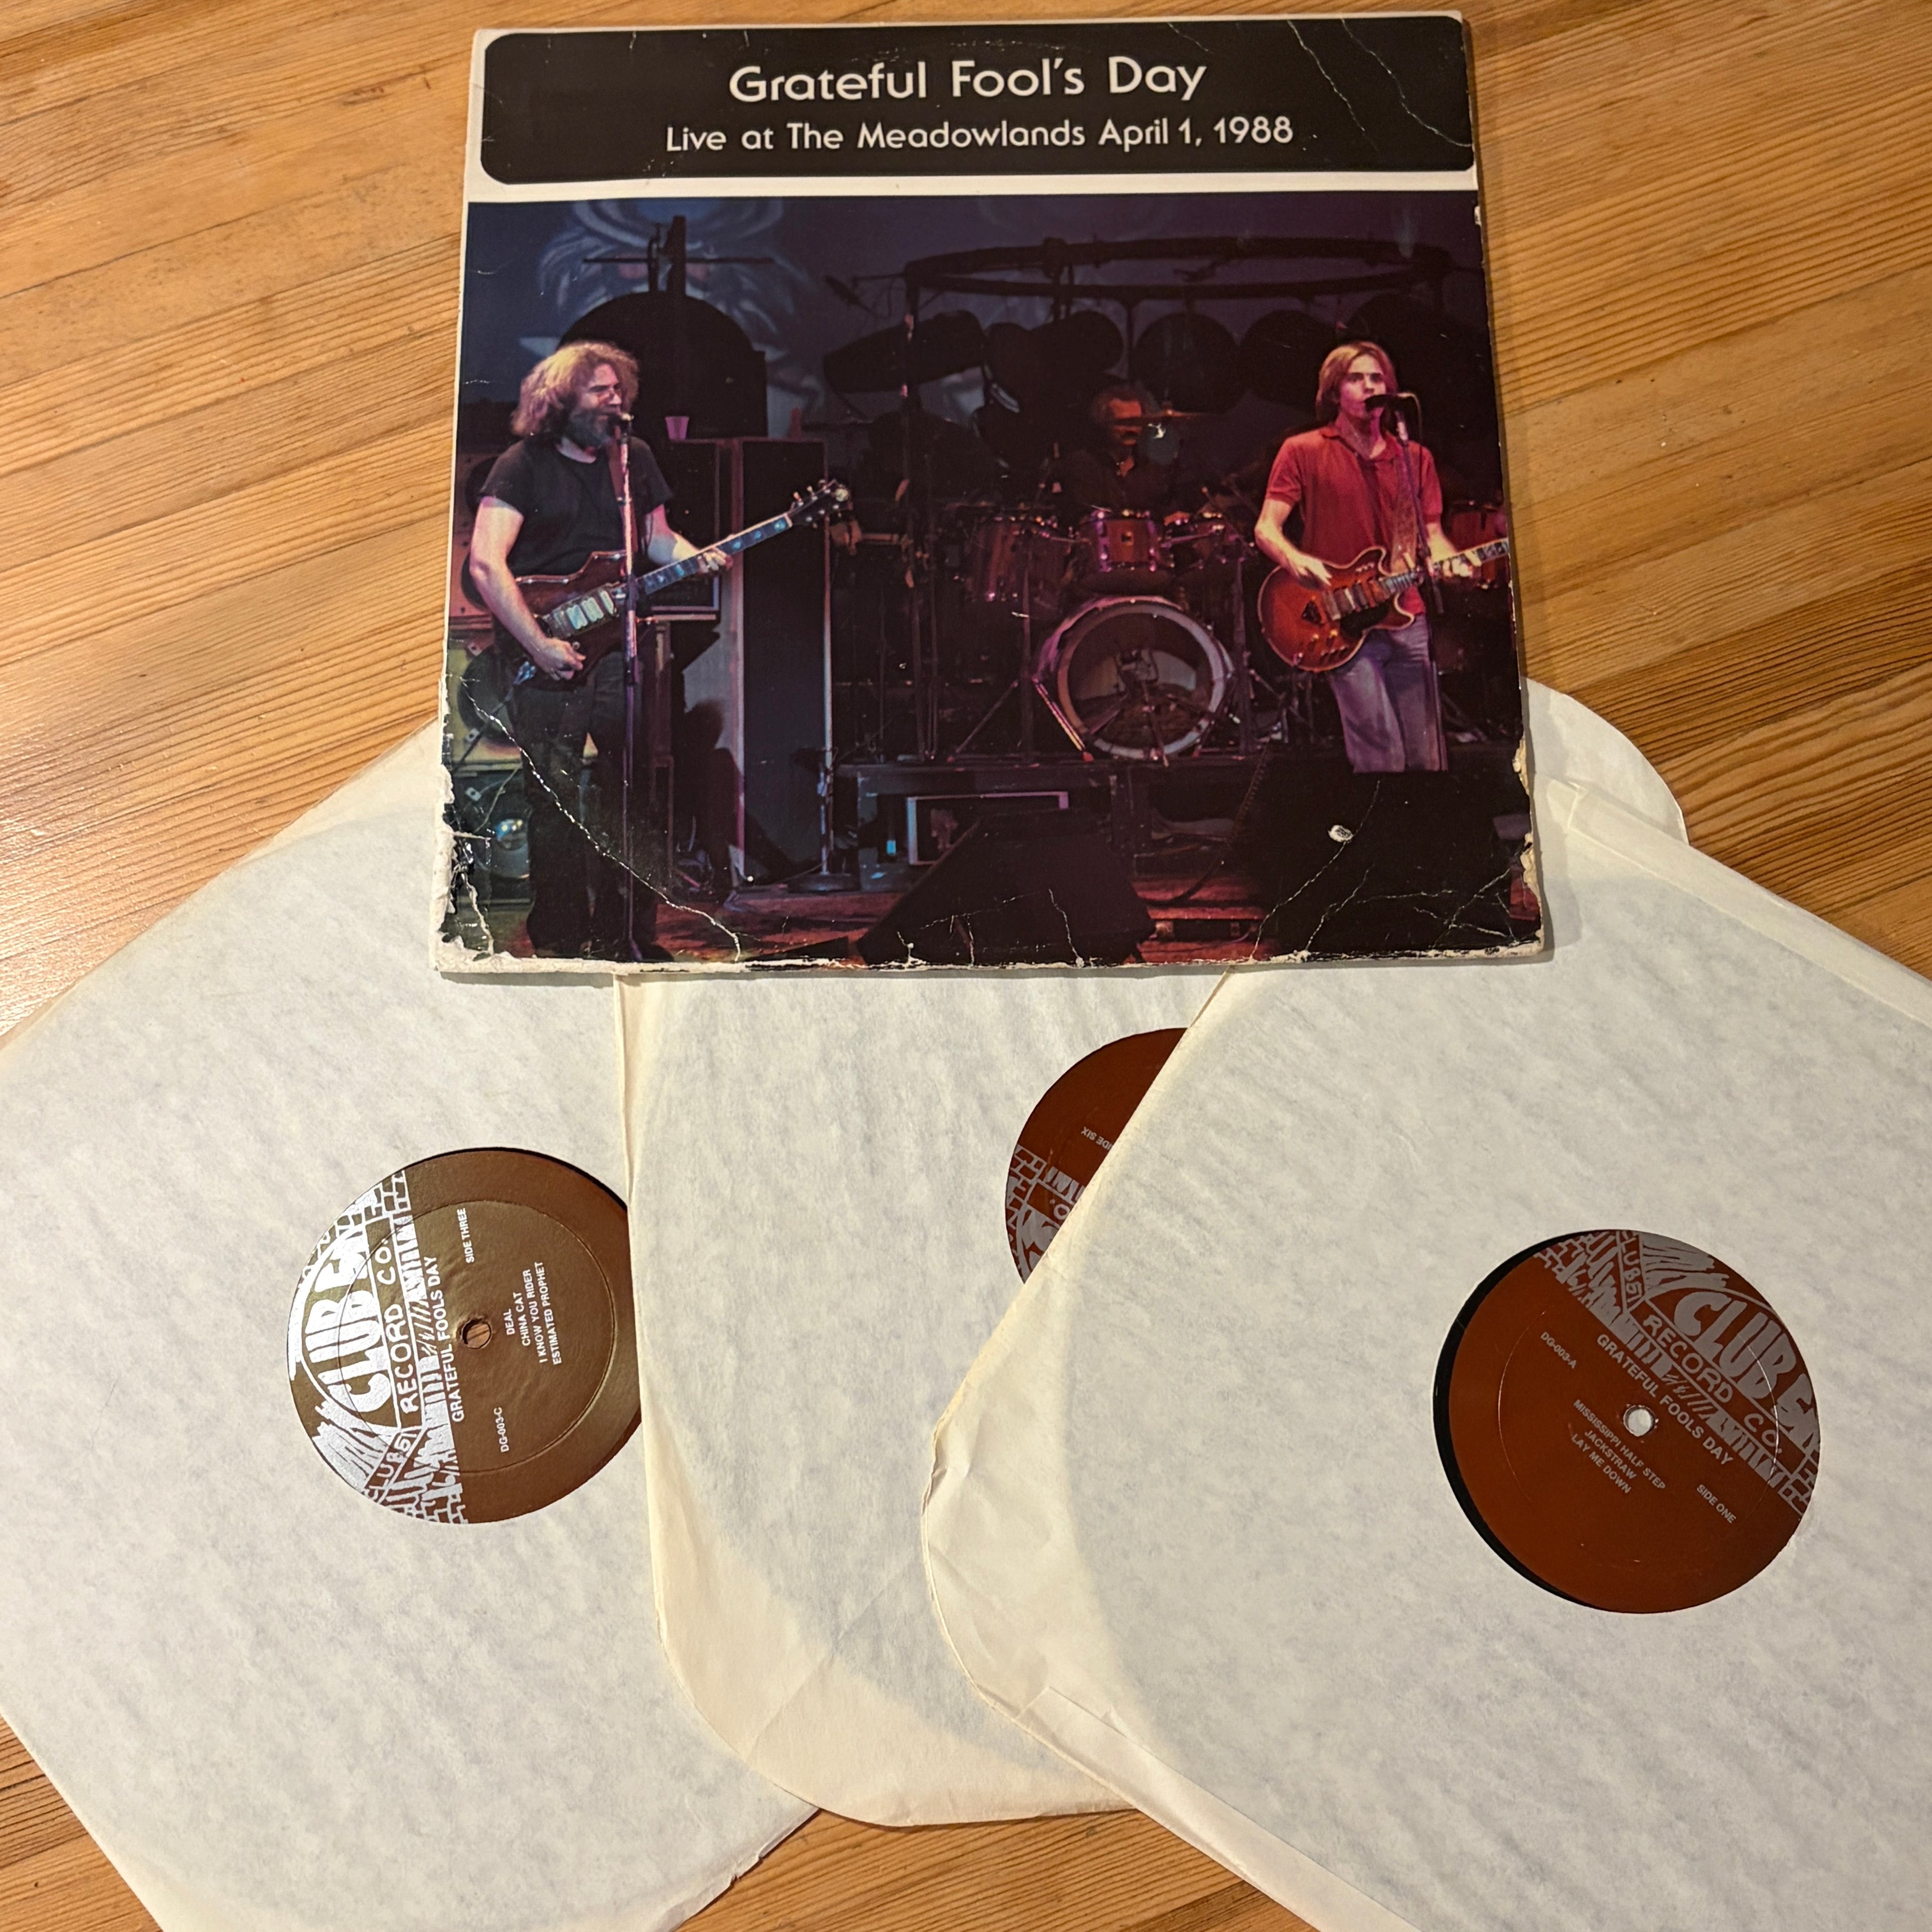 Grateful Fool's Day
Live at The Meadowlands April 1, 1988
CLUB
RECORD CO.
GRATEFUL FOOLS DAY
SIDE THREE
DG-003-C
DEAL
CHINA CAT
I KNOW YOU RIDER
ESTIMATED PROPHET
SIX
CLUB
RECORD CO.
GRATEFUL FOOLS DAY
DG-003-A
MISSISSIPPI HALF STEP
JACKSTRAW
LAY ME DOWN
SIDE ONE